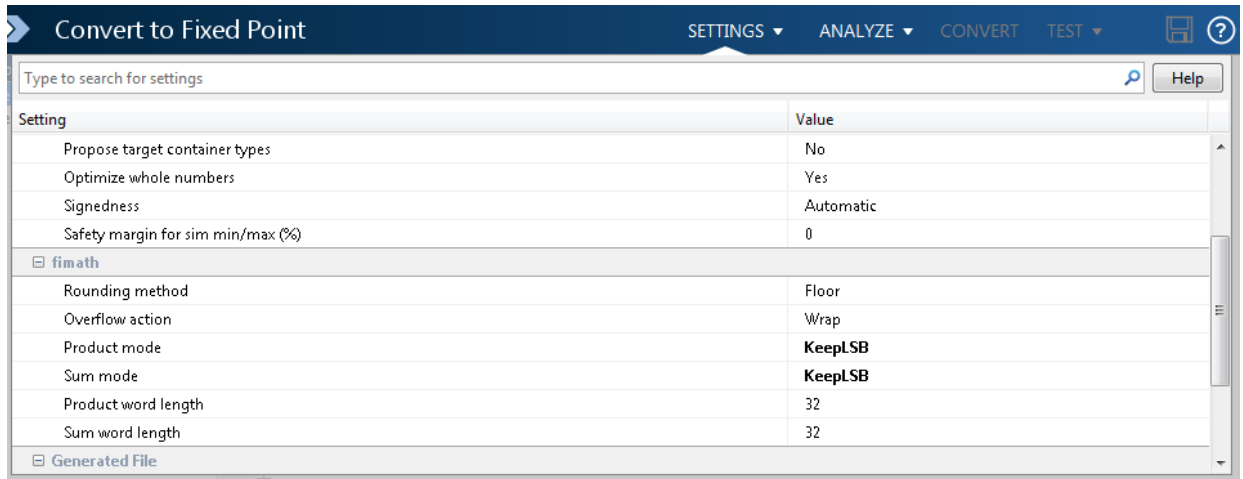 Convert to Fixed Point SETTINGS ▼ ANALYZE ▼ CONVERT TEST ▼ ?
Type to search for settings Help
Setting Value
Propose target container types No
Optimize whole numbers Yes
Signedness Automatic
Safety margin for sim min/max (%) 0
fimath
Rounding method Floor
Overflow action Wrap
Product mode KeepLSB
Sum mode KeepLSB
Product word length 32
Sum word length 32
Generated File